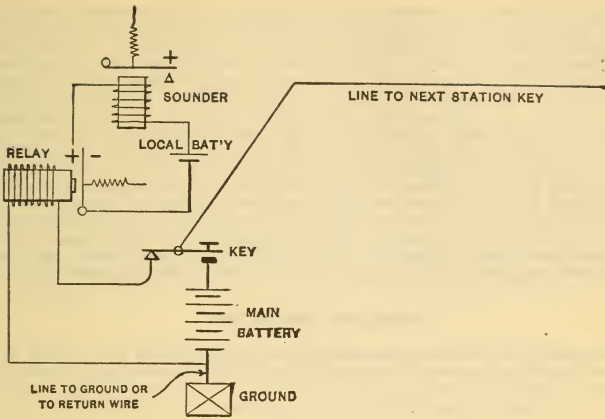 SOUNDER
LINE TO NEXT STATION KEY
LOCAL BAT'Y
RELAY
+ -
+
KEY
MAIN
BATTERY
LINE TO GROUND OR
TO RETURN WIRE
GROUND